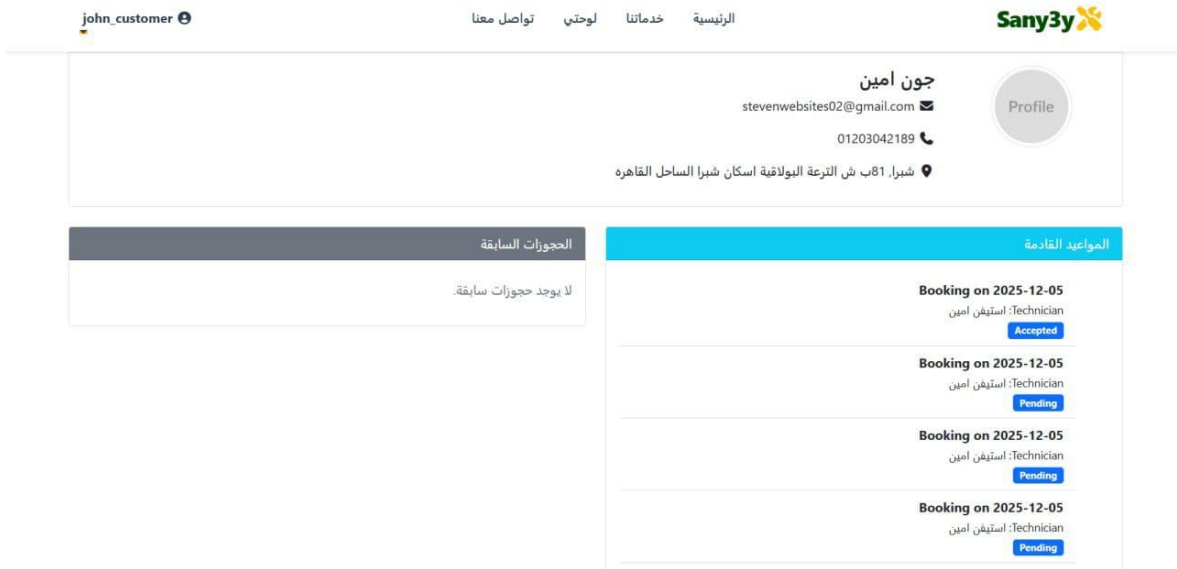 Sany3y
الرئيسية خدماتنا لوحتي تواصل معنا
john_customer
Profile
جون امين
stevenwebsites02@gmail.com
01203042189
شبرا, 81ب ش الترعة البولاقية اسكان شبرا الساحل القاهره
المواعيد القادمة
Booking on 2025-12-05
Technician: استيفن امين
Accepted
Booking on 2025-12-05
Technician: استيفن امين
Pending
Booking on 2025-12-05
Technician: استيفن امين
Pending
Booking on 2025-12-05
Technician: استيفن امين
Pending
الحجوزات السابقة
لا يوجد حجوزات سابقة.